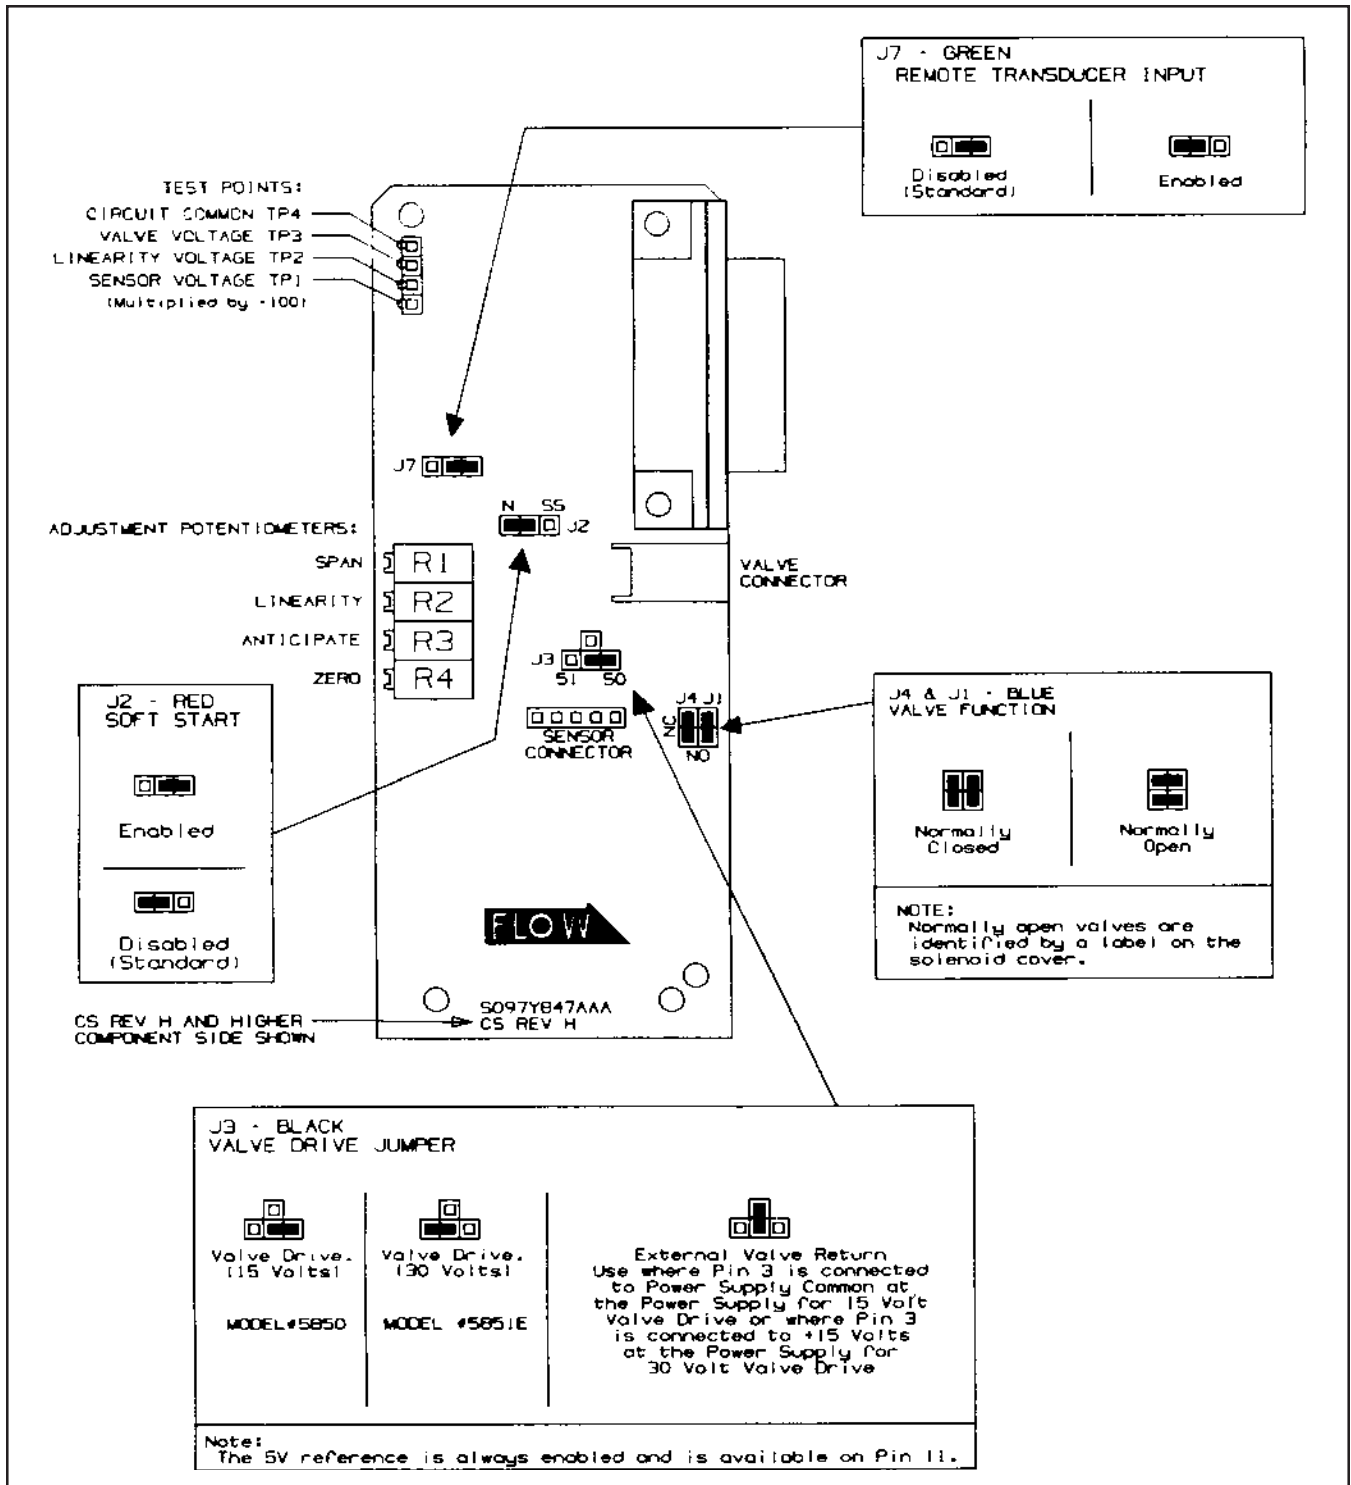 J7 - GREEN
REMOTE TRANSDUCER INPUT
Disabled
(Standard)
Enabled
TEST POINTS:
CIRCUIT COMMON TP4
VALVE VOLTAGE TP3
LINEARITY VOLTAGE TP2
SENSOR VOLTAGE TP1
(Multiplied by -100)
J7
N SS
J2
ADJUSTMENT POTENTIOMETERS:
SPAN R1
LINEARITY R2
ANTICIPATE R3
ZERO R4
VALVE
CONNECTOR
J3
S1 S0
J4 J1
NC
NO
SENSOR
CONNECTOR
J2 - RED
SOFT START
Enabled
Disabled
(Standard)
J4 & J1 - BLUE
VALVE FUNCTION
Normally
Closed
Normally
Open
NOTE:
Normally open valves are
identified by a label on the
solenoid cover.
FLOW
S097Y847AAA
CS REV H
CS REV H AND HIGHER
COMPONENT SIDE SHOWN
J3 - BLACK
VALVE DRIVE JUMPER
Valve Drive.
(15 Volts)
MODEL#5850
Valve Drive.
(30 Volts)
MODEL #5851E
External Valve Return
Use where Pin 3 is connected
to Power Supply Common at
the Power Supply for 15 Volt
Valve Drive or where Pin 3
is connected to +15 Volts
at the Power Supply for
30 Volt Valve Drive
Note:
The 5V reference is always enabled and is available on Pin 11.